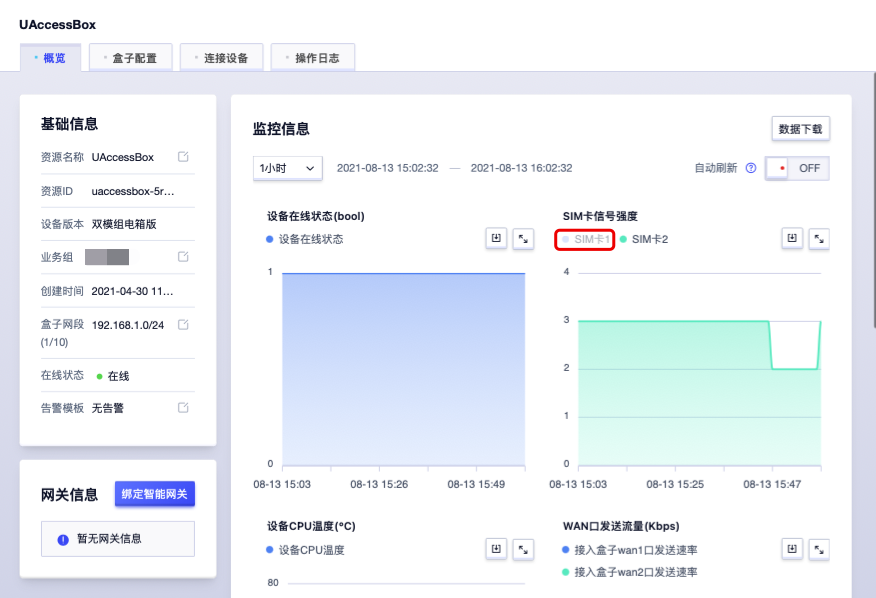 UAccessBox
概览
盒子配置
连接设备
操作日志
基础信息
资源名称 UAccessBox
资源ID uaccessbox-5r...
设备版本 双模组电箱版
业务组
创建时间 2021-04-30 11...
盒子网段 192.168.1.0/24
(1/10)
在线状态 在线
告警模板 无告警
网关信息 绑定智能网关
暂无网关信息
监控信息 数据下载
1小时 2021-08-13 15:02:32 — 2021-08-13 16:02:32 自动刷新 OFF
设备在线状态(bool)
设备在线状态
1
0
08-13 15:03 08-13 15:26 08-13 15:49
SIM卡信号强度
SIM卡1 SIM卡2
4
3
2
1
0
08-13 15:03 08-13 15:25 08-13 15:47
设备CPU温度(°C)
设备CPU温度
80
WAN口发送流量(Kbps)
接入盒子wan1口发送速率
接入盒子wan2口发送速率